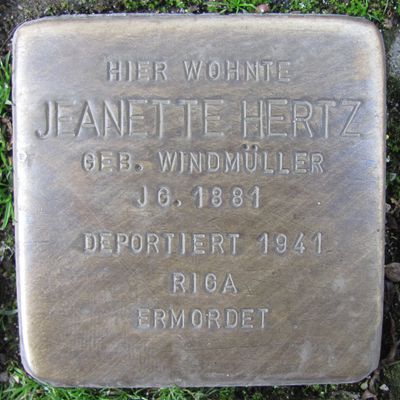 HIER WOHNTE
JEANETTE HERTZ
GEB. WINDMÜLLER
JG. 1881
DEPORTIERT 1941
RIGA
ERMORDET